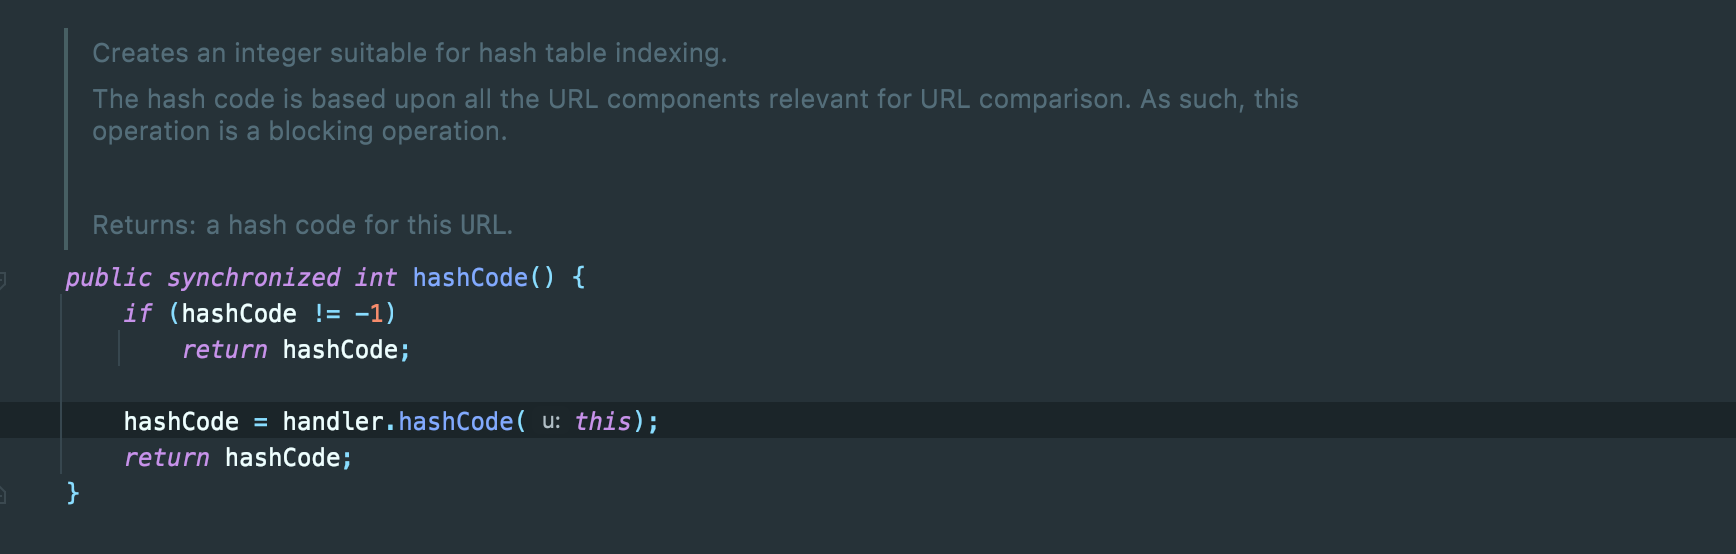 Creates an integer suitable for hash table indexing.
The hash code is based upon all the URL components relevant for URL comparison. As such, this
operation is a blocking operation.
Returns: a hash code for this URL.
public synchronized int hashCode() {
    if (hashCode != -1)
        return hashCode;
    hashCode = handler.hashCode( u: this);
    return hashCode;
}